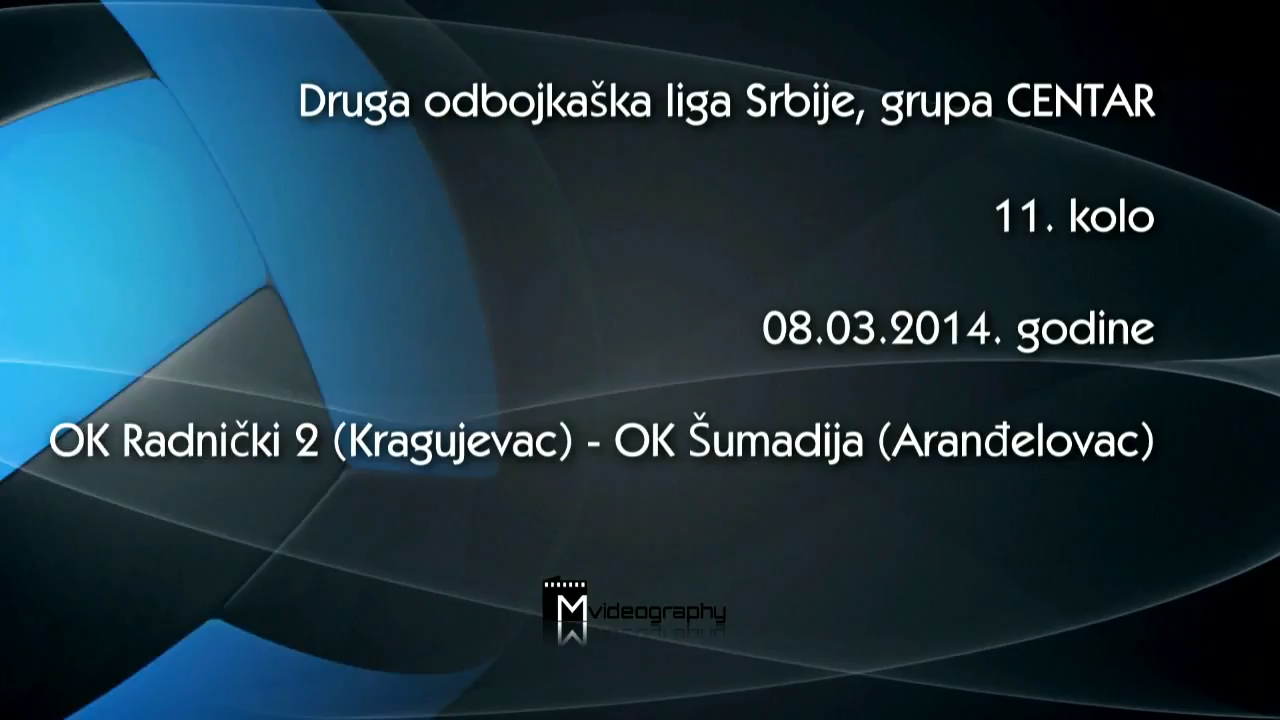 Druga odbojkaška liga Srbije, grupa CENTAR
11. kolo
08.03.2014. godine
OK Radnički 2 (Kragujevac) - OK Šumadija (Aranđelovac)
M videography